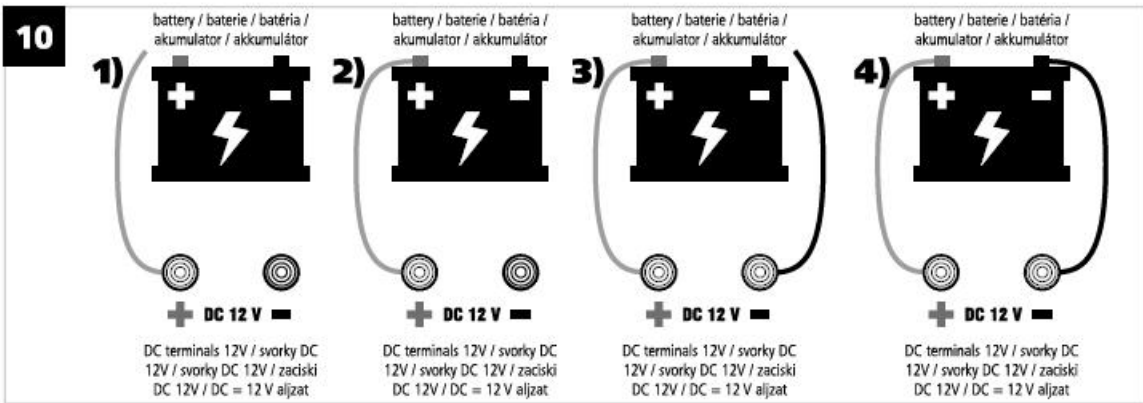 10
battery / baterie / batéria /
akumulator / akkumulátor
1)
+ -
+ DC 12 V -
DC terminals 12V / svorky DC
12V / svorky DC 12V / zaciski
DC 12V / DC = 12 V aljzat
battery / baterie / batéria /
akumulator / akkumulátor
2)
+ -
+ DC 12 V -
DC terminals 12V / svorky DC
12V / svorky DC 12V / zaciski
DC 12V / DC = 12 V aljzat
battery / baterie / batéria /
akumulator / akkumulátor
3)
+ -
+ DC 12 V -
DC terminals 12V / svorky DC
12V / svorky DC 12V / zaciski
DC 12V / DC = 12 V aljzat
battery / baterie / batéria /
akumulator / akkumulátor
4)
+ -
+ DC 12 V -
DC terminals 12V / svorky DC
12V / svorky DC 12V / zaciski
DC 12V / DC = 12 V aljzat